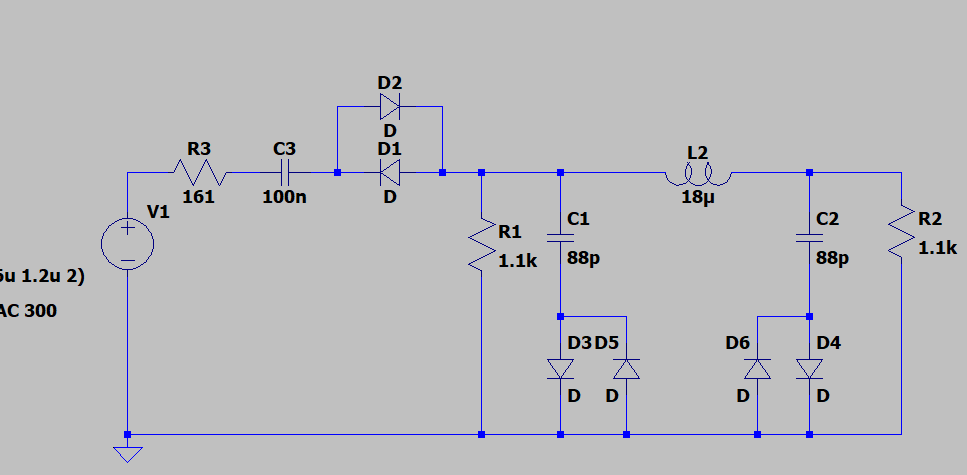 D2
D
R3
C3
D1
L2
161
100n
D
18µ
V1
C1
C2
R2
R1
1.1k
1.1k
88p
88p
u 1.2u 2)
AC 300
D3
D5
D6
D4
D
D
D
D